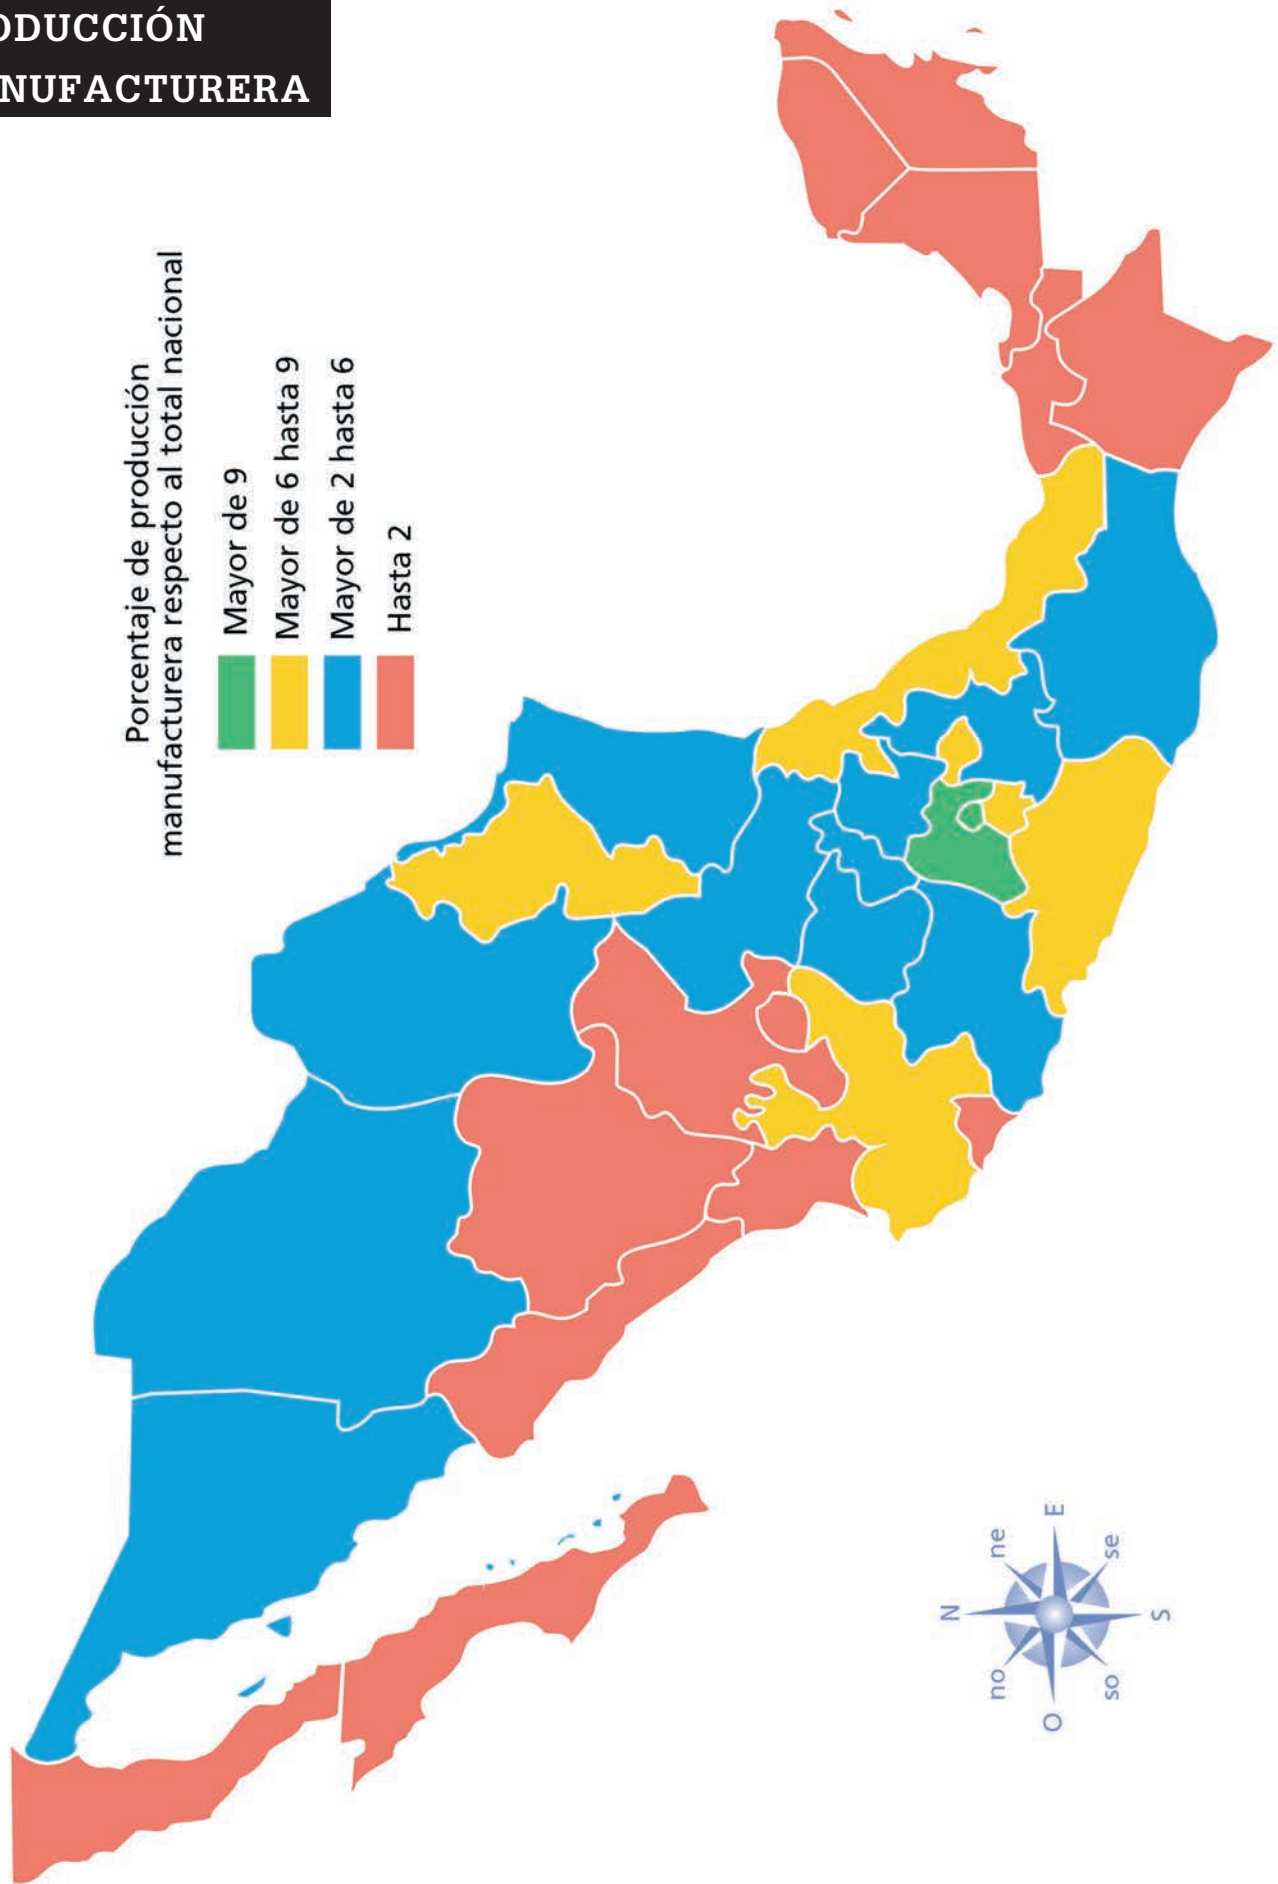 ODUCCIÓN
NUFACTURERA
Porcentaje de producción
manufacturera respecto al total nacional
Mayor de 9
Mayor de 6 hasta 9
Mayor de 2 hasta 6
Hasta 2
N
no
ne
O
E
so
se
S